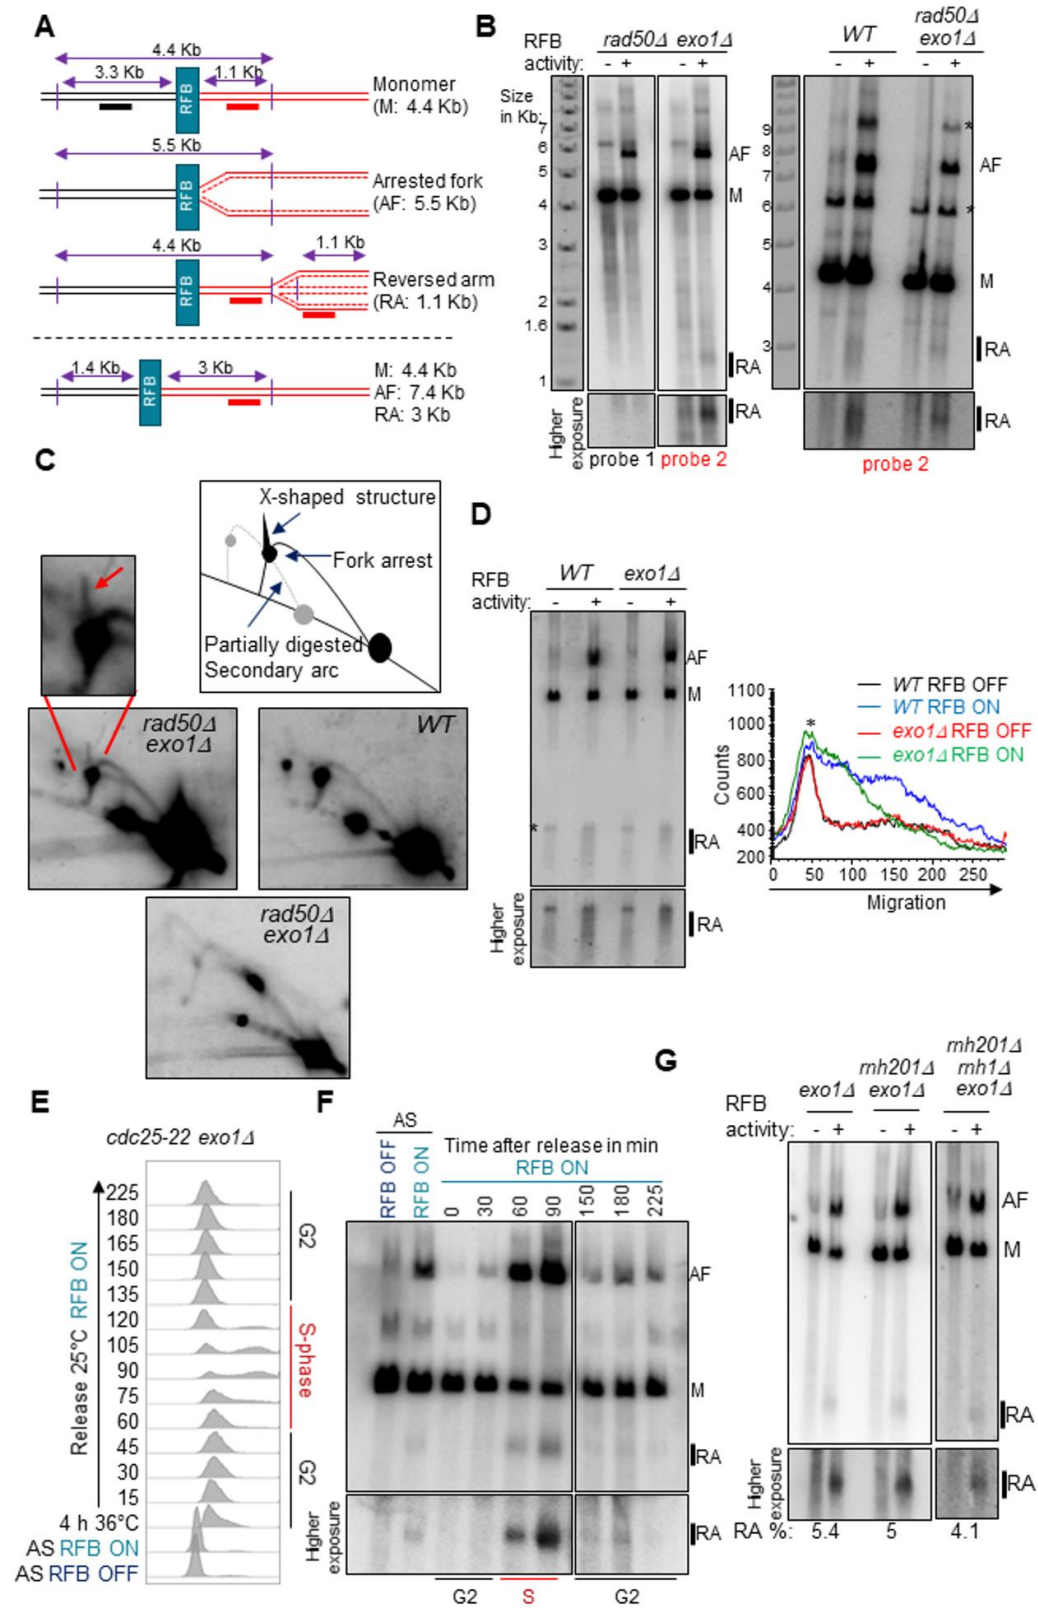 A
4.4 Kb
3.3 Kb
1.1 Kb
RFB
Monomer
(M: 4.4 Kb)
5.5 Kb
RFB
Arrested fork
(AF: 5.5 Kb)
4.4 Kb
1.1 Kb
RFB
Reversed arm
(RA: 1.1 Kb)
1.4 Kb
RFB
3 Kb
M: 4.4 Kb
AF: 7.4 Kb
RA: 3 Kb
B
RFB
activity:
rad50Δ exo1Δ
- + - +
Size
in Kb:
7
6
5
4
3
2
1.6
1
AF
M
RA
Higher
exposure
RA
probe 1 probe 2
WT
rad50Δ
exo1Δ
- + - +
9
8
7
6
5
4
3
*
AF
*
M
RA
RA
probe 2
C
X-shaped structure
Fork arrest
Partially digested
Secondary arc
rad50Δ
exo1Δ
WT
rad50Δ
exo1Δ
D
RFB
activity:
WT exo1Δ
- + - +
AF
M
*
RA
Higher
exposure
RA
1100
1000
800
600
400
200
Counts
*
WT RFB OFF
WT RFB ON
exo1Δ RFB OFF
exo1Δ RFB ON
0 50 100 150 200 250
Migration
E
cdc25-22 exo1Δ
225
180
165
150
135
120
105
90
75
60
45
30
15
4 h 36°C
AS RFB ON
AS RFB OFF
Release 25°C RFB ON
G2
S-phase
G2
F
AS
RFB OFF
RFB ON
Time after release in min
RFB ON
0 30 60 90 150 180 225
AF
M
RA
Higher
exposure
RA
G2 S G2
G
RFB
activity:
exo1Δ
rnh201Δ
exo1Δ
rnh201Δ
rnh1Δ
exo1Δ
- + - + - +
AF
M
RA
Higher
exposure
RA
RA %: 5.4 5 4.1